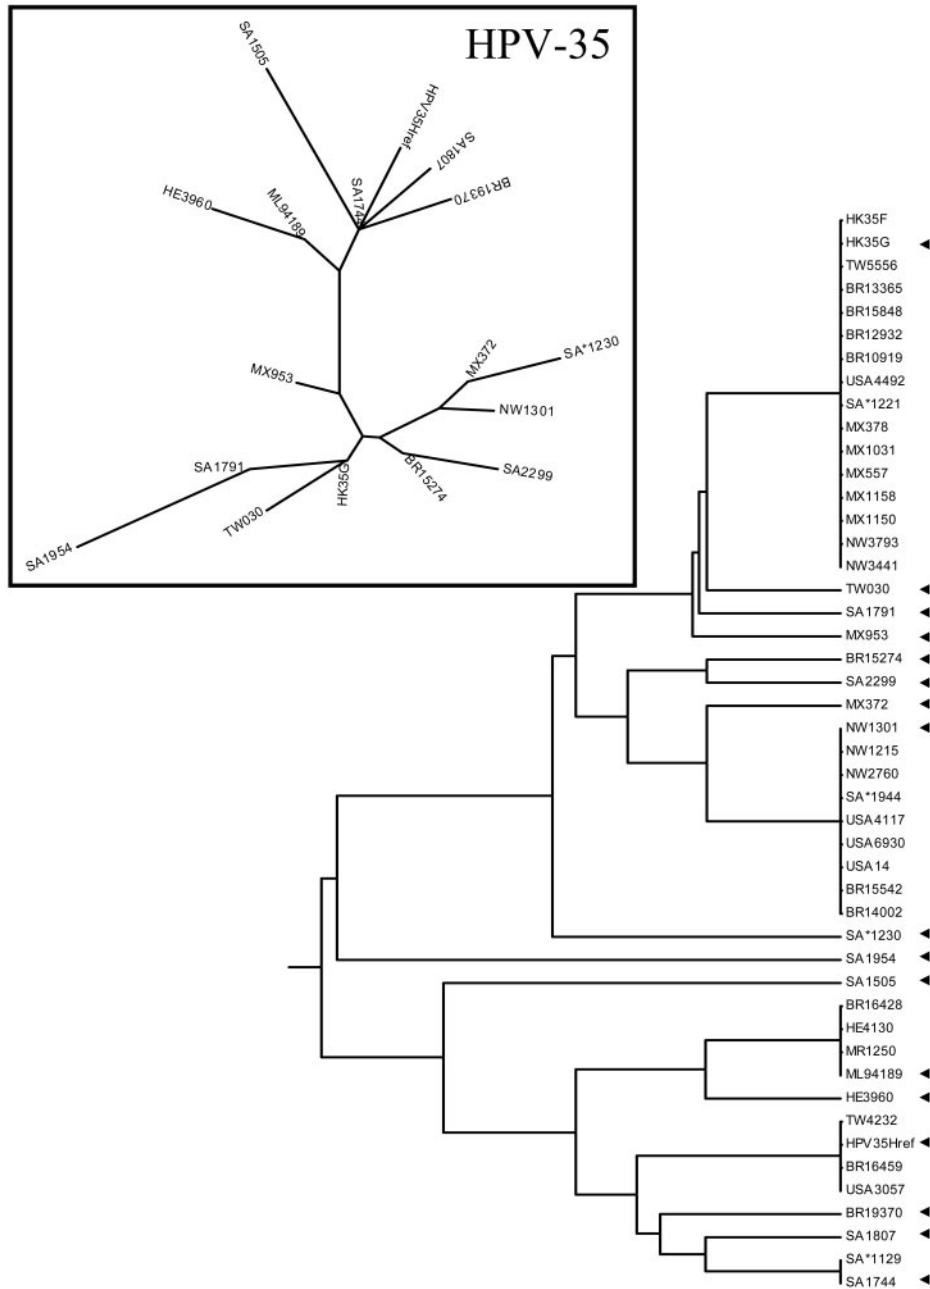 HPV-35
SA1505
HPV35Href
SA1807
BR19370
SA1744
ML94189
HE3960
MX953
MX372
SA*1230
NW1301
SA2299
BR15274
HK35G
SA1791
TW030
SA1954
HK35F
HK35G
TW5556
BR13365
BR15848
BR12932
BR10919
USA4492
SA*1221
MX378
MX1031
MX557
MX1158
MX1150
NW3793
NW3441
TW030
SA1791
MX953
BR15274
SA2299
MX372
NW1301
NW1215
NW2760
SA*1944
USA4117
USA6930
USA14
BR15542
BR14002
SA*1230
SA1954
SA1505
BR16428
HE4130
MR1250
ML94189
HE3960
TW4232
HPV35Href
BR16459
USA3057
BR19370
SA1807
SA*1129
SA1744